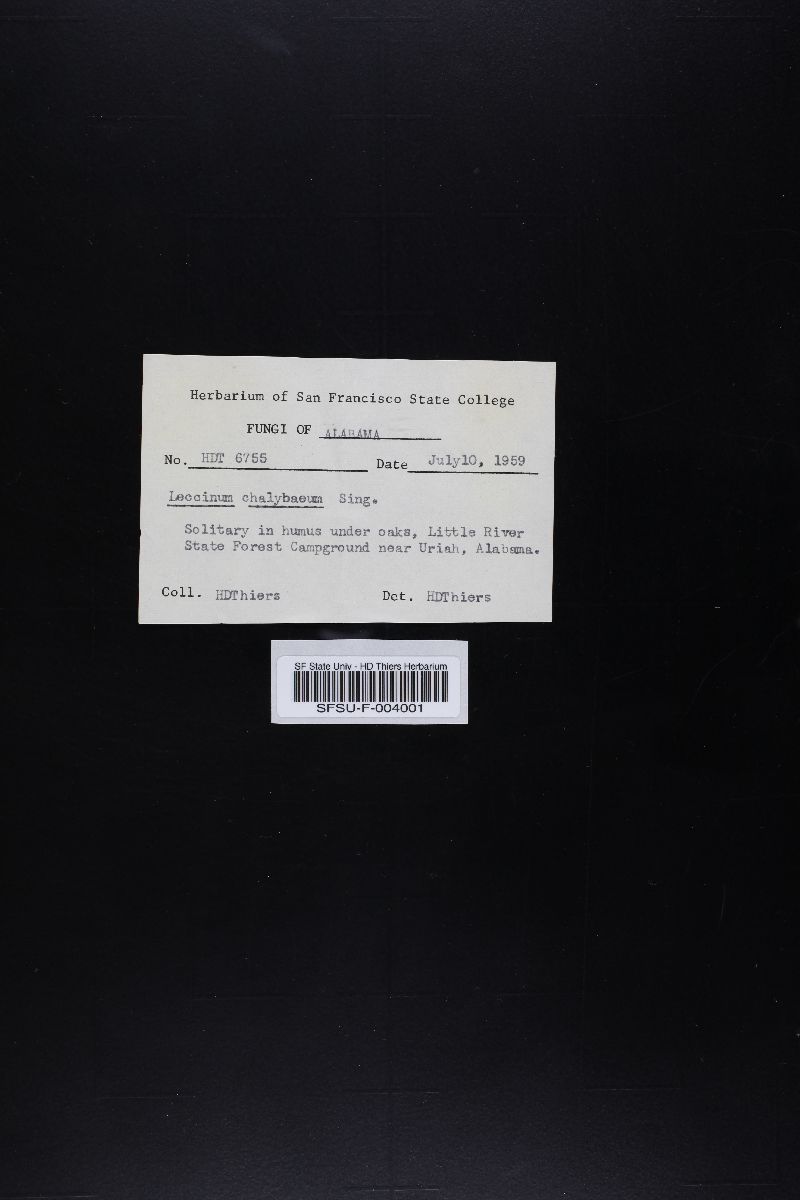 Herbarium of San Francisco State College
FUNGI OF ALABAMA
No. HDT 6755 Date July10, 1959
Leccinum chalybaeum Sing.
Solitary in humus under oaks, Little River
State Forest Campground near Uriah, Alabama.
Coll. HDThiers Det. HDThiers
SF State Univ - HD Thiers Herbarium
SFSU-F-004001